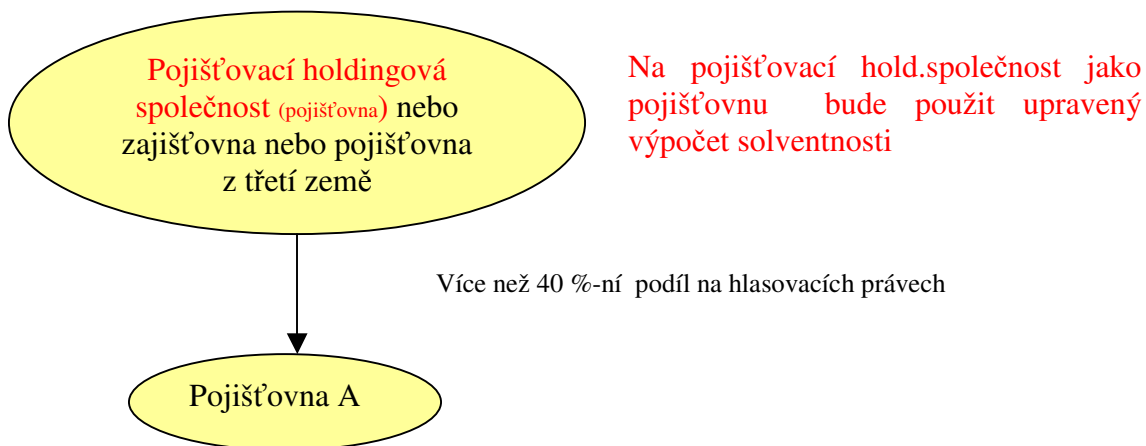 Pojišťovací holdingová
společnost (pojišťovna) nebo
zajišťovna nebo pojišťovna
z třetí země
Na pojišťovací hold.společnost jako
pojišťovnu bude použit upravený
výpočet solventnosti
Více než 40 %-ní podíl na hlasovacích právech
Pojišťovna A